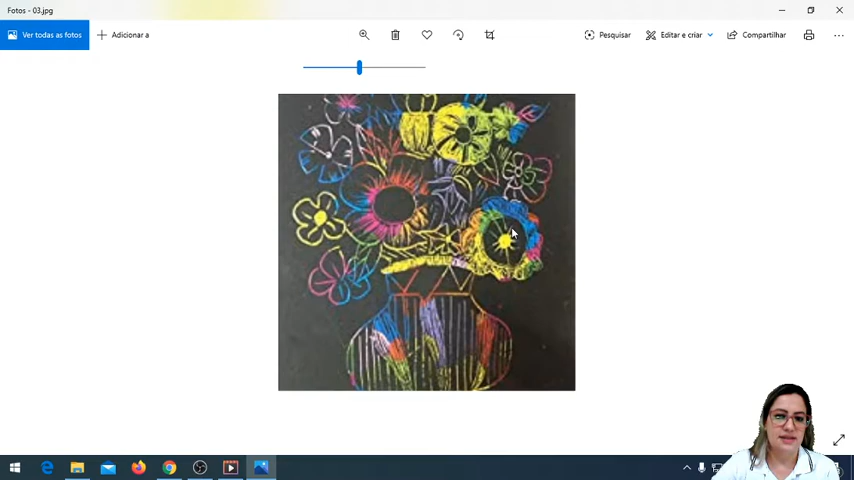 Fotos - 03.jpg
Ver todas as fotos
Adicionar a
Pesquisar
Editar e criar
Compartilhar